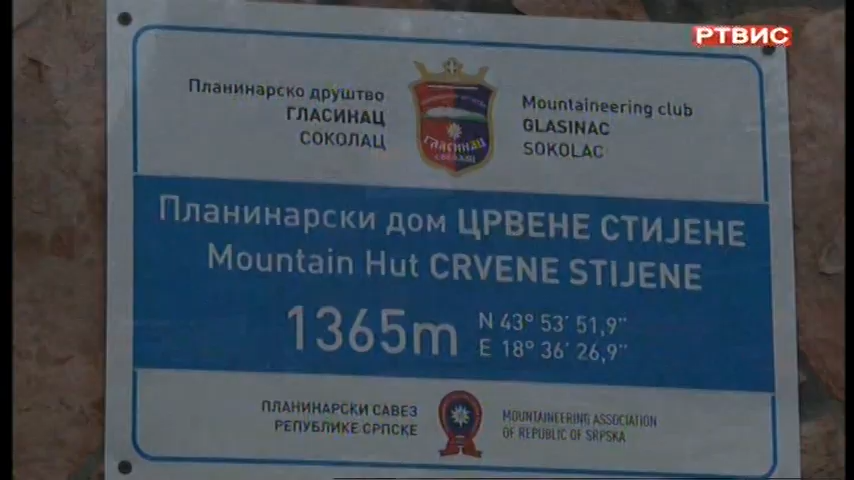 РТВИС
Планинарско друштво
ГЛАСИНАЦ
СОКОЛАЦ
Mountaineering club
GLASINAC
SOKOLAC
гласинац
Планинарски дом ЦРВЕНЕ СТИЈЕНЕ
Mountain Hut CRVENE STIJENE
1365m
N 43° 53' 51,9"
E 18° 36' 26,9"
ПЛАНИНАРСКИ САВЕЗ
РЕПУБЛИКЕ СРПСКЕ
MOUNTAINEERING ASSOCIATION
OF REPUBLIC OF SRPSKA